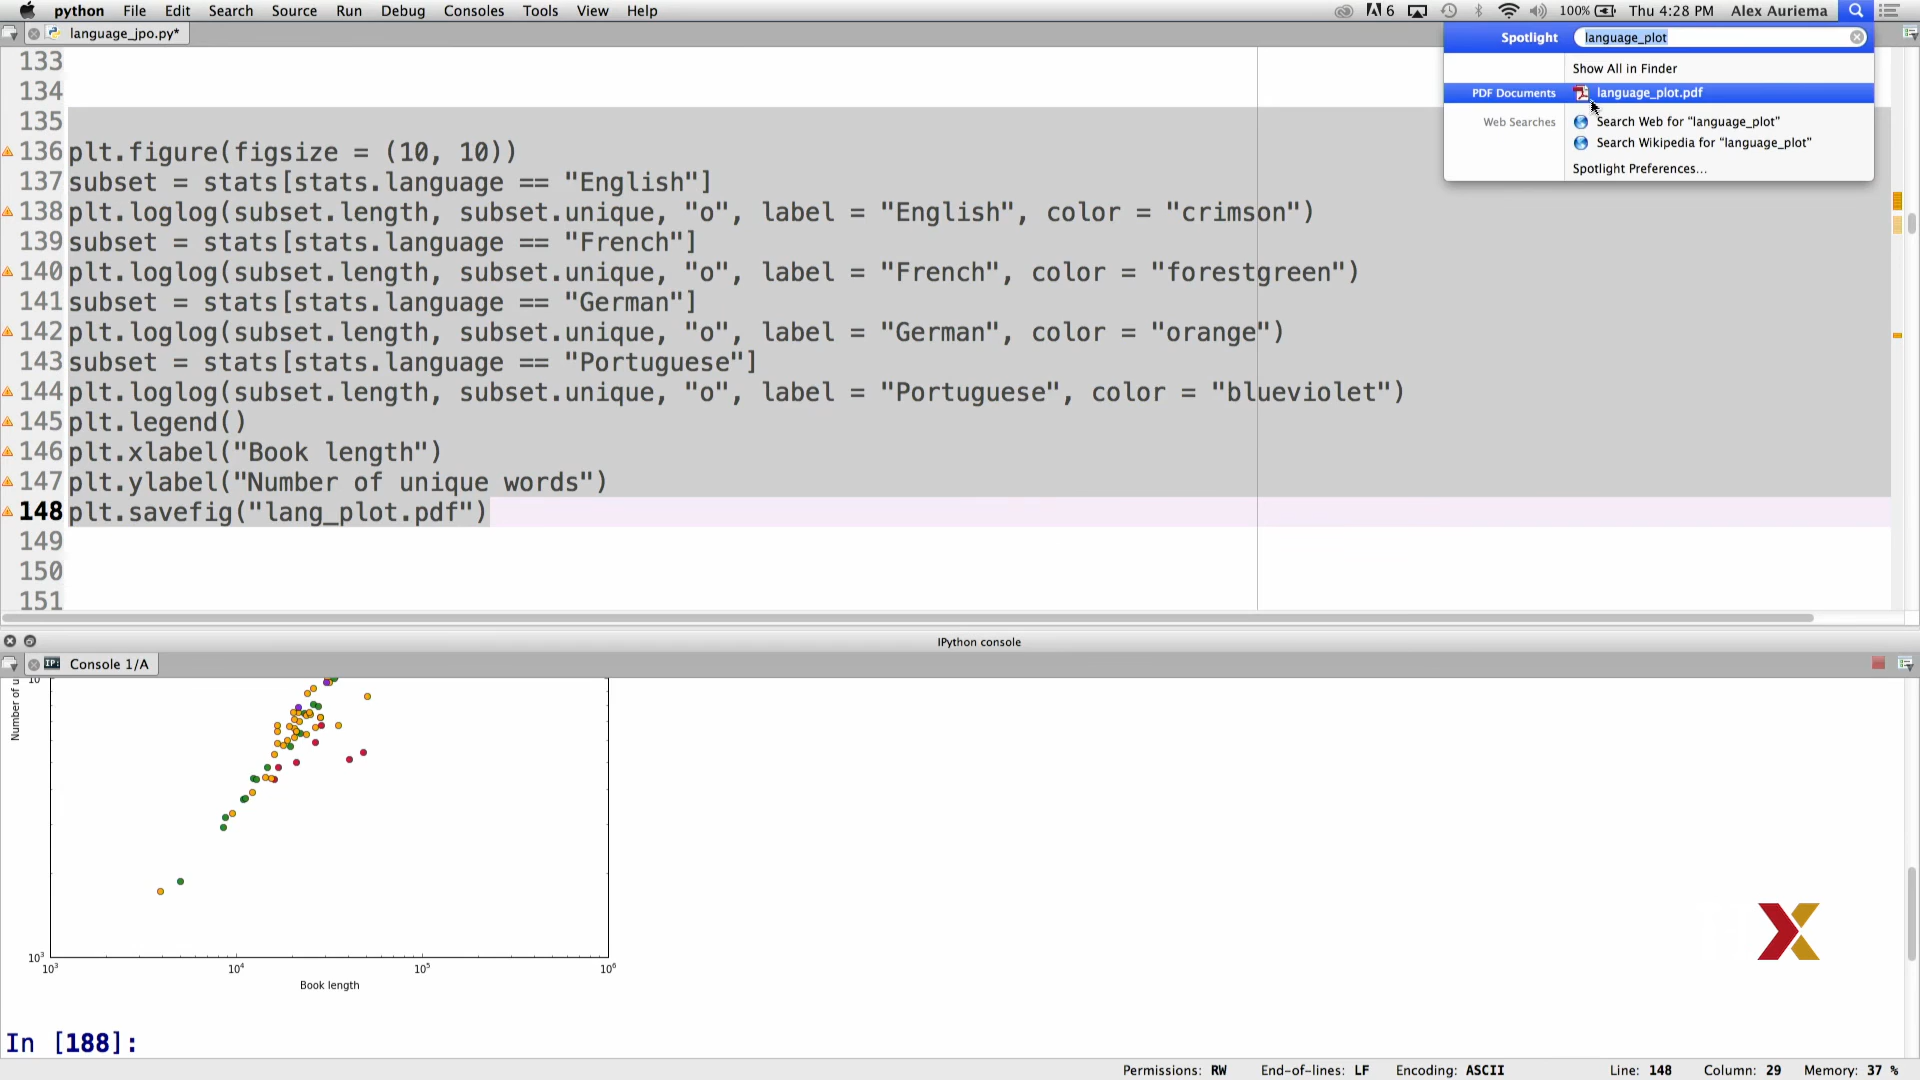 python File Edit Search Source Run Debug Consoles Tools View Help 6 100% Thu 4:28 PM Alex Auriema
language_jpo.py*
Spotlight language_plot
Show All in Finder
PDF Documents language_plot.pdf
Web Searches Search Web for “language_plot”
Search Wikipedia for “language_plot”
Spotlight Preferences...
133
134
135
136 plt.figure(figsize = (10, 10))
137 subset = stats[stats.language == "English"]
138 plt.loglog(subset.length, subset.unique, "o", label = "English", color = "crimson")
139 subset = stats[stats.language == "French"]
140 plt.loglog(subset.length, subset.unique, "o", label = "French", color = "forestgreen")
141 subset = stats[stats.language == "German"]
142 plt.loglog(subset.length, subset.unique, "o", label = "German", color = "orange")
143 subset = stats[stats.language == "Portuguese"]
144 plt.loglog(subset.length, subset.unique, "o", label = "Portuguese", color = "blueviolet")
145 plt.legend()
146 plt.xlabel("Book length")
147 plt.ylabel("Number of unique words")
148 plt.savefig("lang_plot.pdf")
149
150
151
IPython console
IP: Console 1/A
Number of u
10
10³
10³ 10⁴ 10⁵ 10⁶
Book length
X
In [188]:
Permissions: RW End-of-lines: LF Encoding: ASCII Line: 148 Column: 29 Memory: 37 %